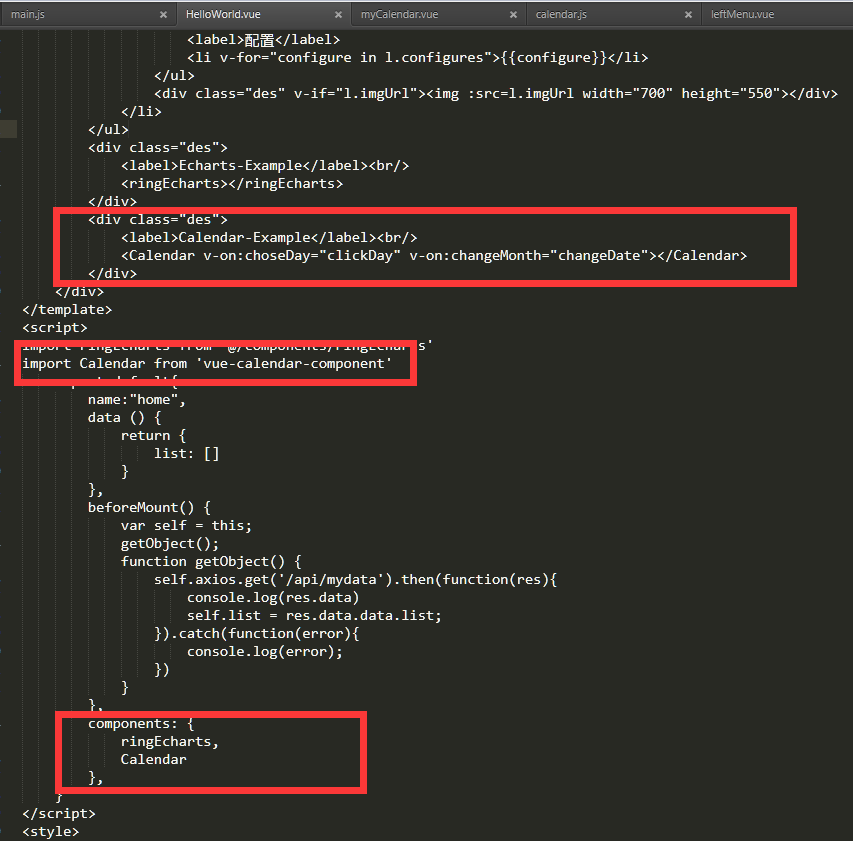 main.js × HelloWorld.vue × myCalendar.vue × calendar.js × leftMenu.vue
<label>配置</label>
<li v-for="configure in l.configures">{{configure}}</li>
</ul>
<div class="des" v-if="l.imgUrl"><img :src=l.imgUrl width="700" height="550"></div>
</li>
</ul>
<div class="des">
<label>Echarts-Example</label><br/>
<ringEcharts></ringEcharts>
</div>
<div class="des">
<label>Calendar-Example</label><br/>
<Calendar v-on:choseDay="clickDay" v-on:changeMonth="changeDate"></Calendar>
</div>
</div>
</template>
<script>
import ringEcharts from '@/components/ringEcharts'
import Calendar from 'vue-calendar-component'
export default{
name:"home",
data () {
return {
list: []
}
},
beforeMount() {
var self = this;
getObject();
function getObject() {
self.axios.get('/api/mydata').then(function(res){
console.log(res.data)
self.list = res.data.data.list;
}).catch(function(error){
console.log(error);
})
}
},
components: {
ringEcharts,
Calendar
},
}
</script>
<style>